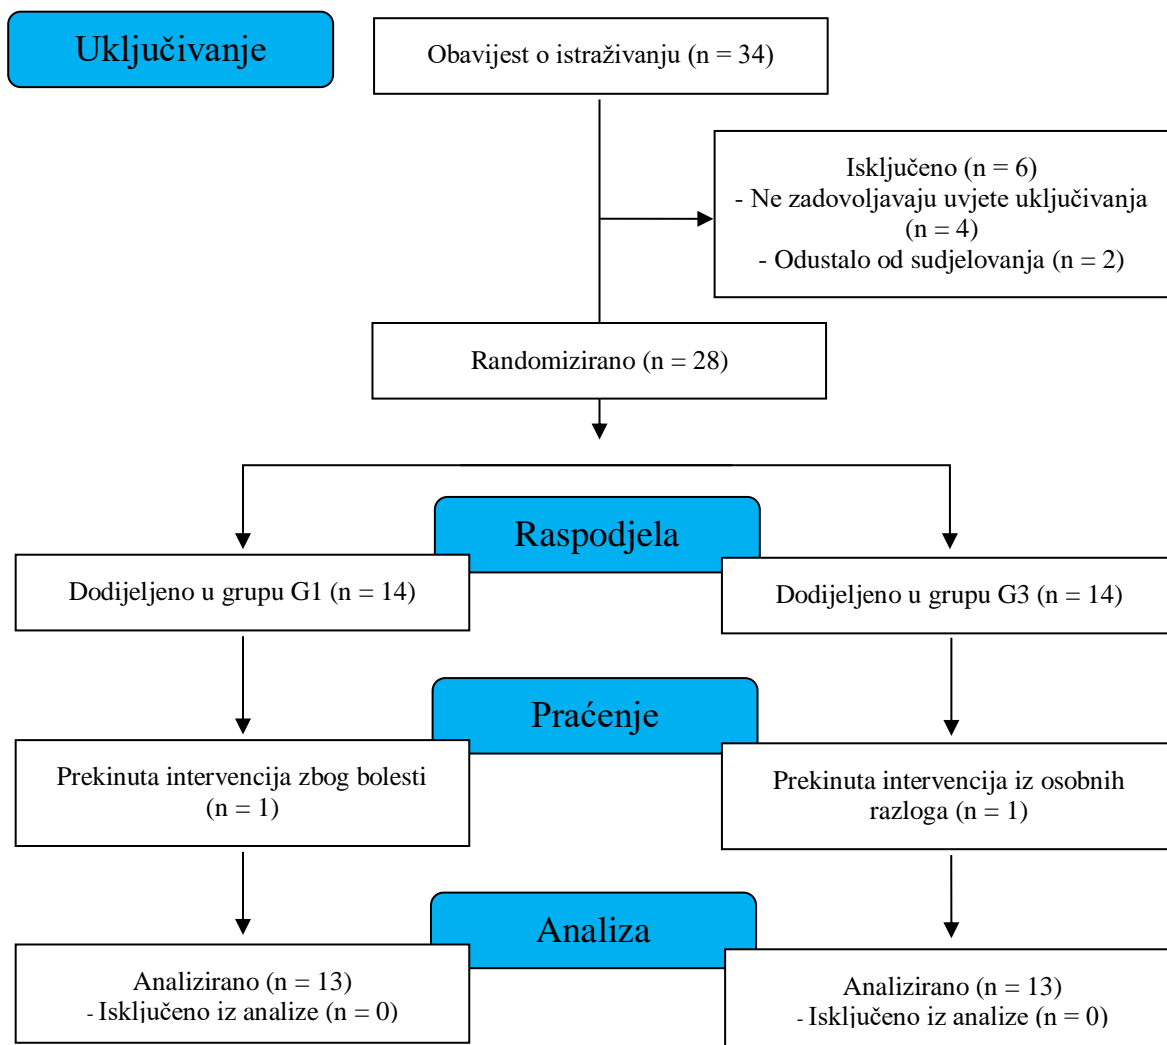 Uključivanje
Obavijest o istraživanju (n = 34)
Isključeno (n = 6)
- Ne zadovoljavaju uvjete uključivanja
(n = 4)
- Odustalo od sudjelovanja (n = 2)
Randomizirano (n = 28)
Raspodjela
Dodijeljeno u grupu G1 (n = 14)
Dodijeljeno u grupu G3 (n = 14)
Praćenje
Prekinuta intervencija zbog bolesti
(n = 1)
Prekinuta intervencija iz osobnih
razloga (n = 1)
Analiza
Analizirano (n = 13)
- Isključeno iz analize (n = 0)
Analizirano (n = 13)
- Isključeno iz analize (n = 0)